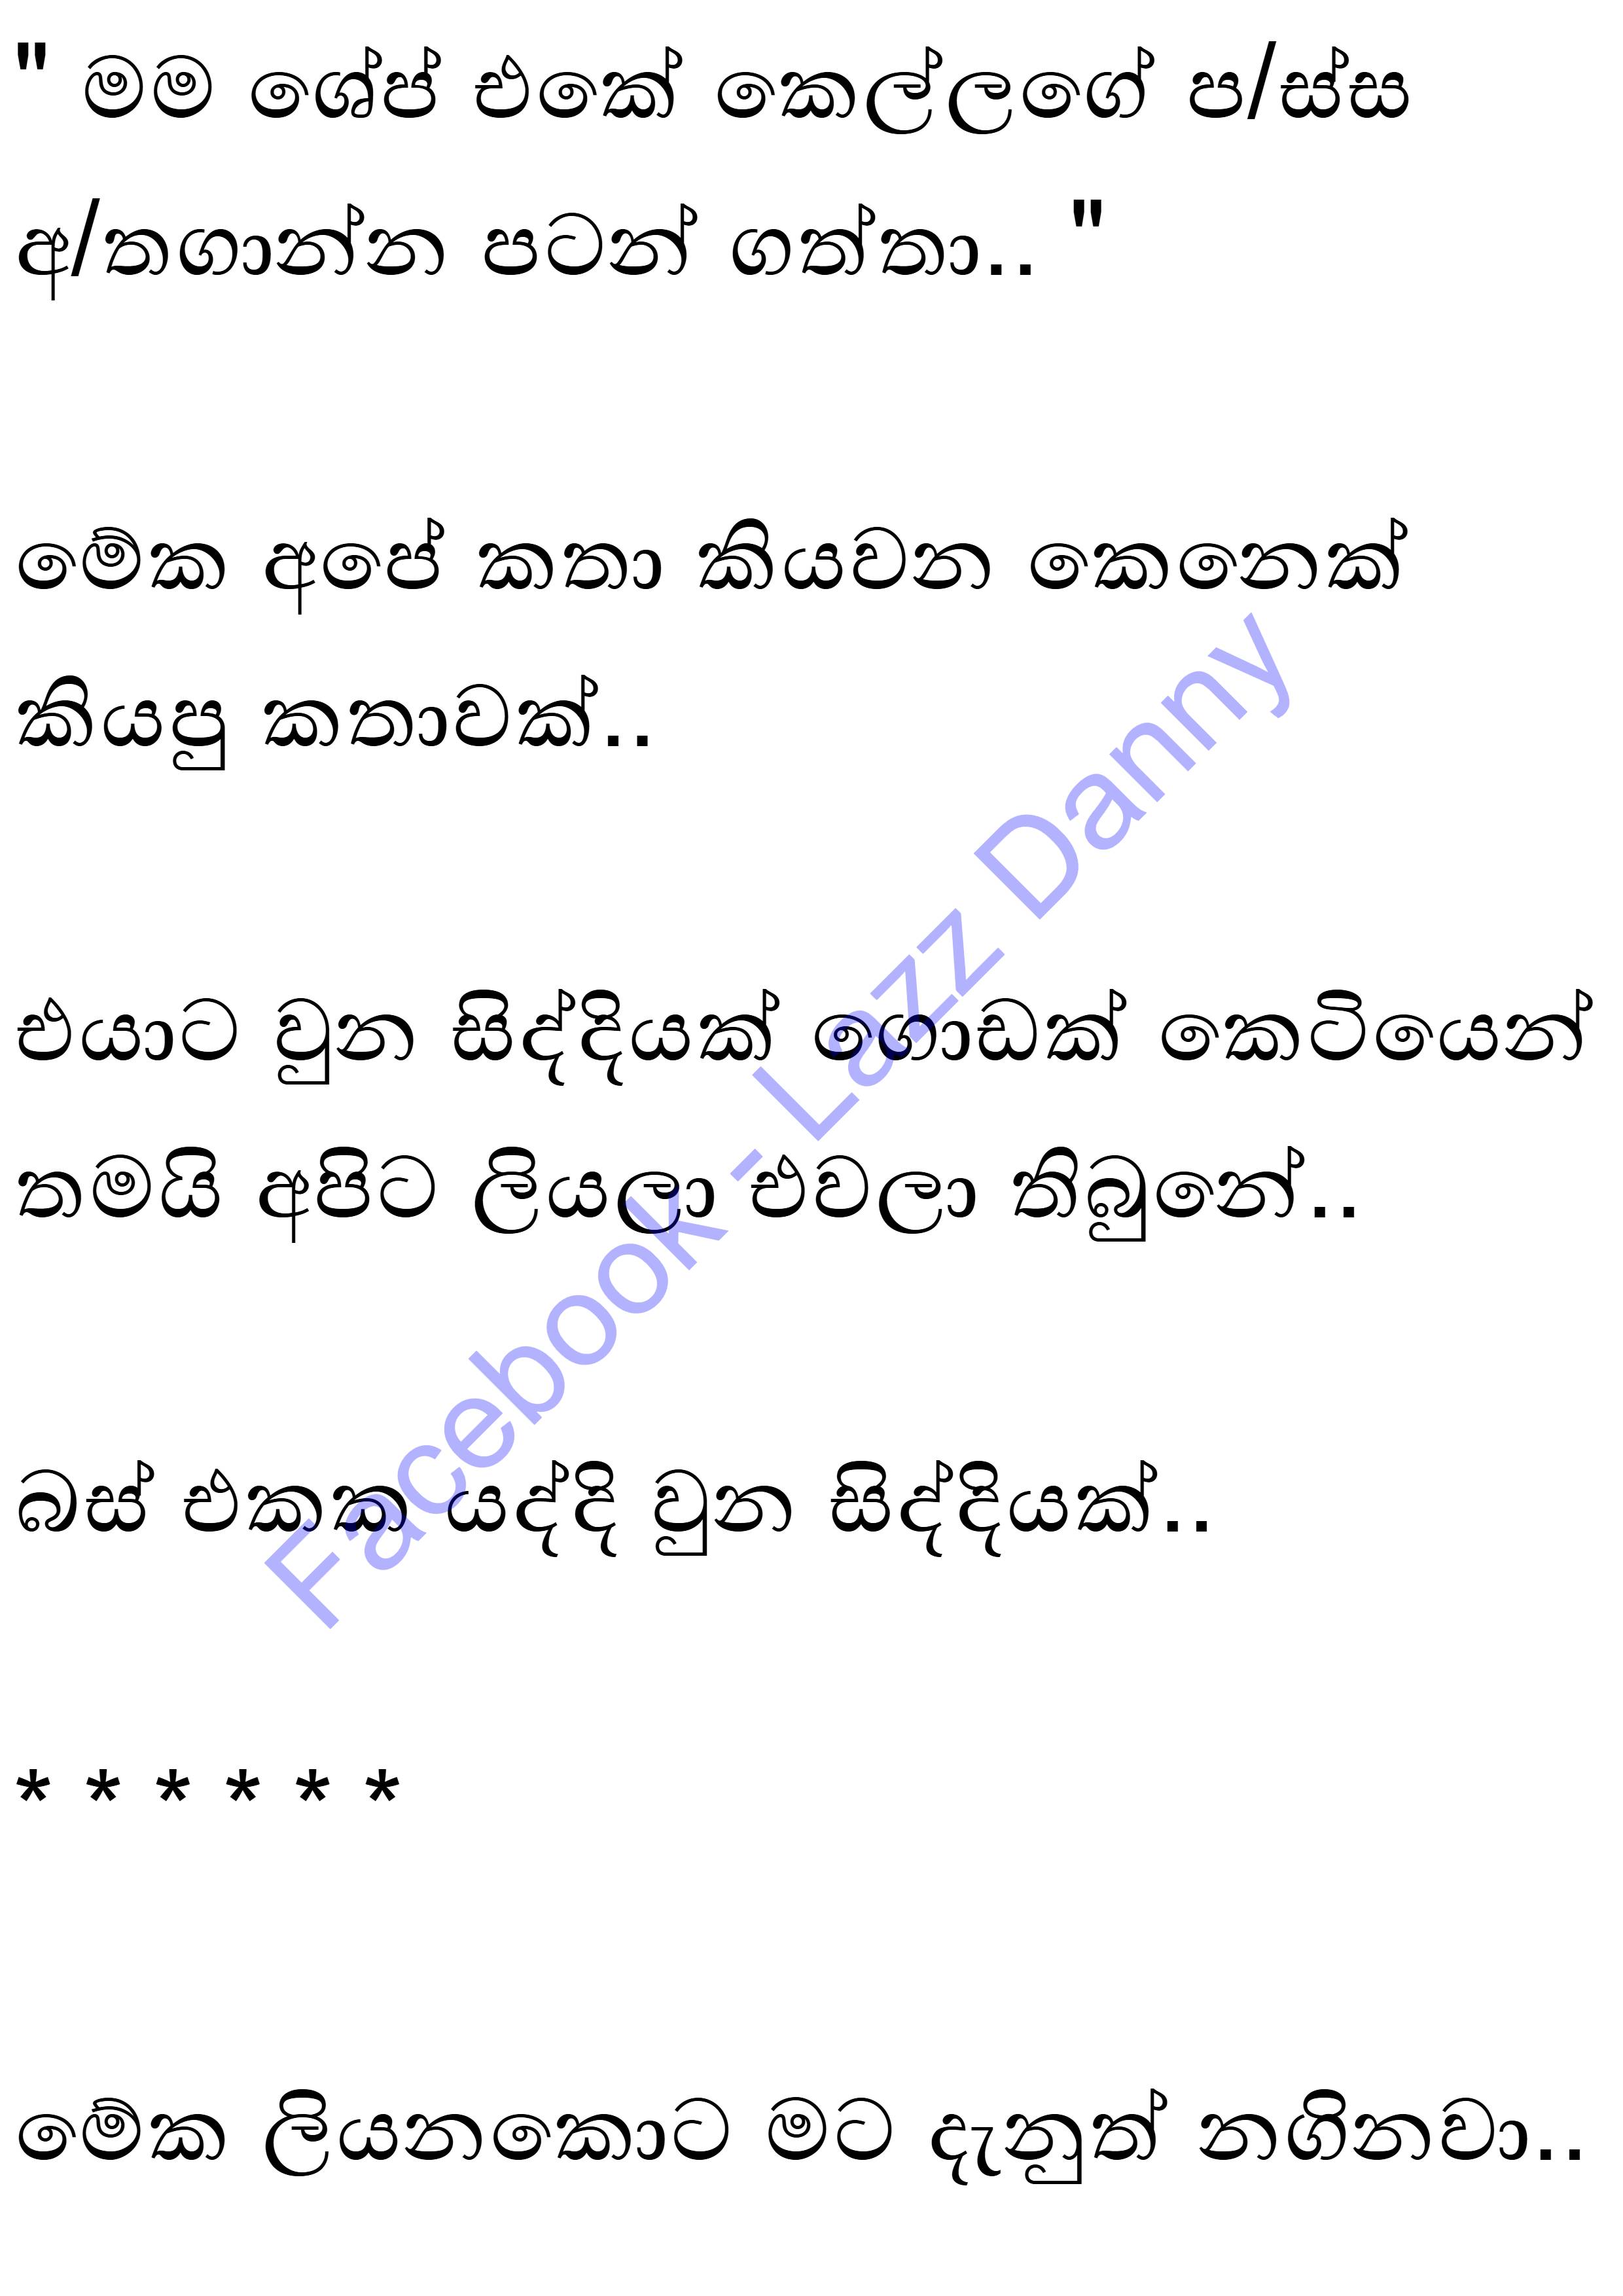 " මම ශේප් එකේ කෙල්ලගේ ප/ස්ස
අ/තගාන්න පටන් ගත්තා.. "
මේක අපේ කතා කියවන කෙනෙක්
කියපු කතාවක්..
එයාට වුන සිද්දියක් ගොඩක් කෙටියෙන්
තමයි අපිට ලියලා එවලා තිබුනේ..
බස් එකක යද්දි වුන සිද්දියක්..
* * * * * *
මේක ලියනකොට මට දැනුත් නගිනවා..
Facebook - Lazz Danny